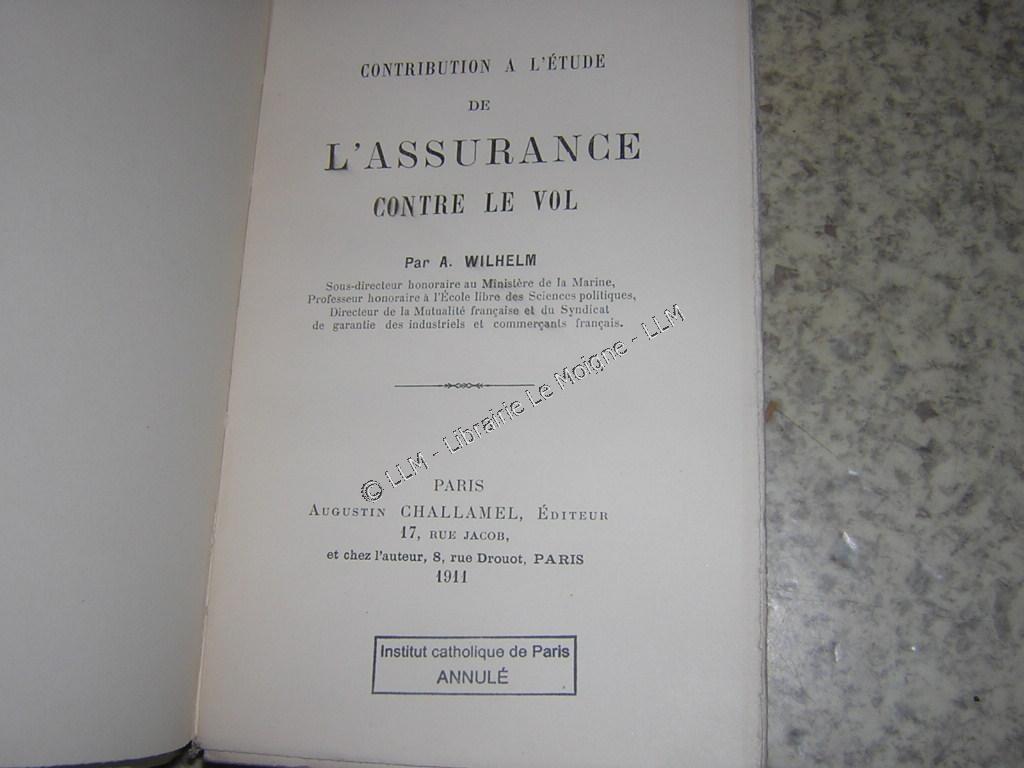 CONTRIBUTION A L'ÉTUDE
DE
L'ASSURANCE
CONTRE LE VOL
Par A. WILHELM
Sous-directeur honoraire au Ministère de la Marine,
Professeur honoraire à l'École libre des Sciences politiques,
Directeur de la Mutualité française et du Syndicat
de garantie des industriels et commerçants français.
© LLM - Librairie Le Moigne - LLM
PARIS
AUGUSTIN CHALLAMEL, ÉDITEUR
17, RUE JACOB,
et chez l'auteur, 8, rue Drouot, PARIS
1911
Institut catholique de Paris
ANNULÉ